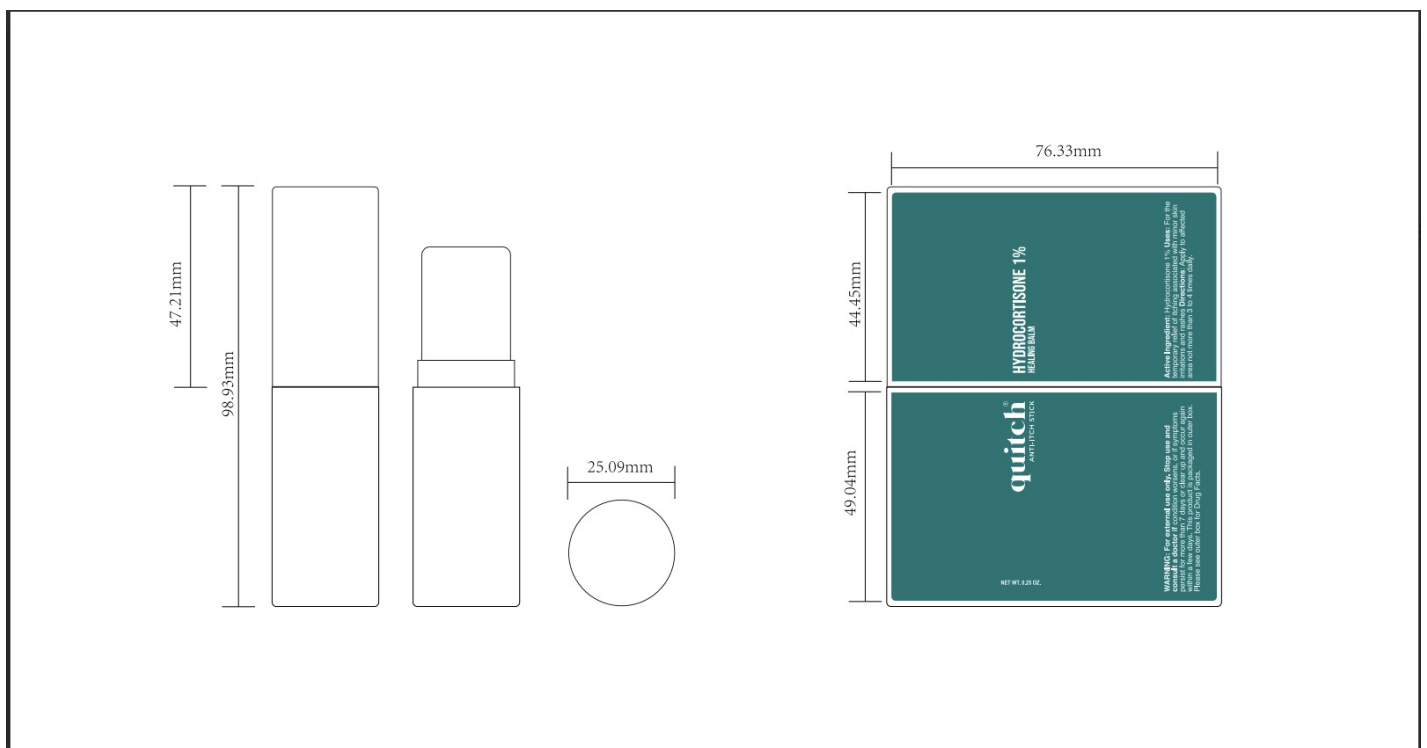 47.21mm
98.93mm
25.09mm
76.33mm
44.45mm
49.04mm
HYDROCORTISONE 1%
HEALING BALM
Active Ingredient: Hydrocortisone 1% Uses: For the
temporary relief of itching associated with minor skin
irritations and rashes Directions: Apply to affected
area not more than 3 to 4 times daily.
quitch®
ANTI-ITCH STICK
NET WT. 0.25 OZ.
WARNING: For external use only, Stop use and
consult a doctor if condition worsens, or if symptoms
persist for more than 7 days or clear up and occur again
within a few days. This product is packaged in outer box.
Please see outer box for Drug Facts.